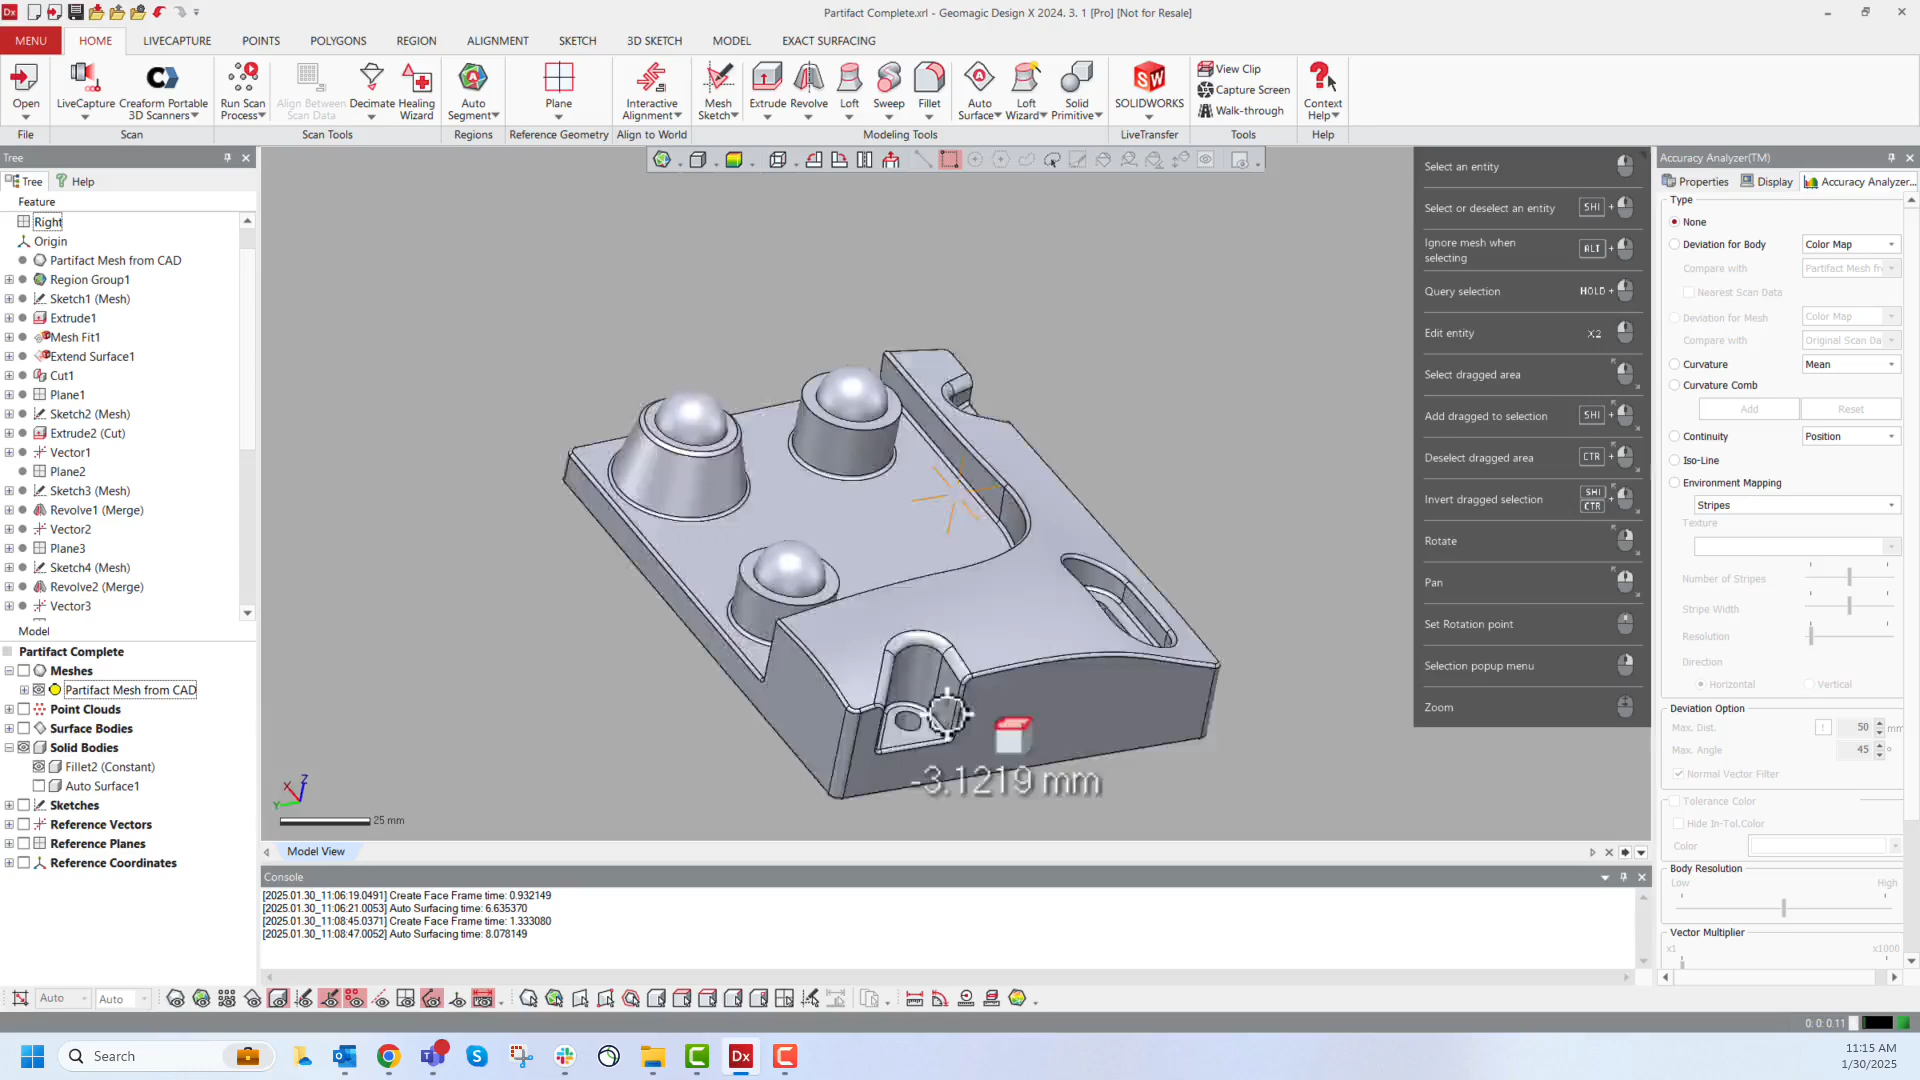 Partifact Complete.xrl - Geomagic Design X 2024. 3. 1 [Pro] [Not for Resale]
MENU HOME LIVECAPTURE POINTS POLYGONS REGION ALIGNMENT SKETCH 3D SKETCH MODEL EXACT SURFACING
Open
LiveCapture
Creaform Portable
3D Scanners
Run Scan
Process
Align Between
Scan Data
Decimate
Healing
Wizard
Auto
Segment
Plane
Interactive
Alignment
Mesh
Sketch
Extrude
Revolve
Loft
Sweep
Fillet
Auto
Surface
Loft
Wizard
Solid
Primitive
SOLIDWORKS
View Clip
Capture Screen
Walk-through
Context
Help
File Scan Scan Tools Regions Reference Geometry Align to World Modeling Tools LiveTransfer Tools Help
Tree
Tree Help
Feature
Right
Origin
Partifact Mesh from CAD
Region Group1
Sketch1 (Mesh)
Extrude1
Mesh Fit1
Extend Surface1
Cut1
Plane1
Sketch2 (Mesh)
Extrude2 (Cut)
Vector1
Plane2
Sketch3 (Mesh)
Revolve1 (Merge)
Vector2
Plane3
Sketch4 (Mesh)
Revolve2 (Merge)
Vector3
Model
Partifact Complete
Meshes
Partifact Mesh from CAD
Point Clouds
Surface Bodies
Solid Bodies
Fillet2 (Constant)
Auto Surface1
Sketches
Reference Vectors
Reference Planes
Reference Coordinates
-3.1219 mm
X Z
Y
25 mm
Select an entity
Select or deselect an entity SHI +
Ignore mesh when
selecting ALT +
Query selection HOLD +
Edit entity X2
Select dragged area
Add dragged to selection SHI +
Deselect dragged area CTR +
Invert dragged selection SHI CTR +
Rotate
Pan
Set Rotation point
Selection popup menu
Zoom
Model View
Console
[2025.01.30_11:06:19.0491] Create Face Frame time: 0.932149
[2025.01.30_11:06:21.0053] Auto Surfacing time: 6.635370
[2025.01.30_11:08:45.0371] Create Face Frame time: 1.333080
[2025.01.30_11:08:47.0052] Auto Surfacing time: 8.078149
Accuracy Analyzer(TM)
Properties Display Accuracy Analyzer...
Type
None
Deviation for Body Color Map
Compare with Partifact Mesh fr
Nearest Scan Data
Deviation for Mesh Color Map
Compare with Original Scan Da
Curvature Mean
Curvature Comb
Add Reset
Continuity Position
Iso-Line
Environment Mapping
Stripes
Texture
Number of Stripes
Stripe Width
Resolution
Direction
Horizontal Vertical
Deviation Option
Max. Dist. ! 50 mm
Max. Angle 45 °
Normal Vector Filter
Tolerance Color
Hide In-Tol.Color
Color
Body Resolution
Low High
Vector Multiplier
x1 x1000
Auto Auto
0: 0: 0.11
Search
Dx
11:15 AM
1/30/2025